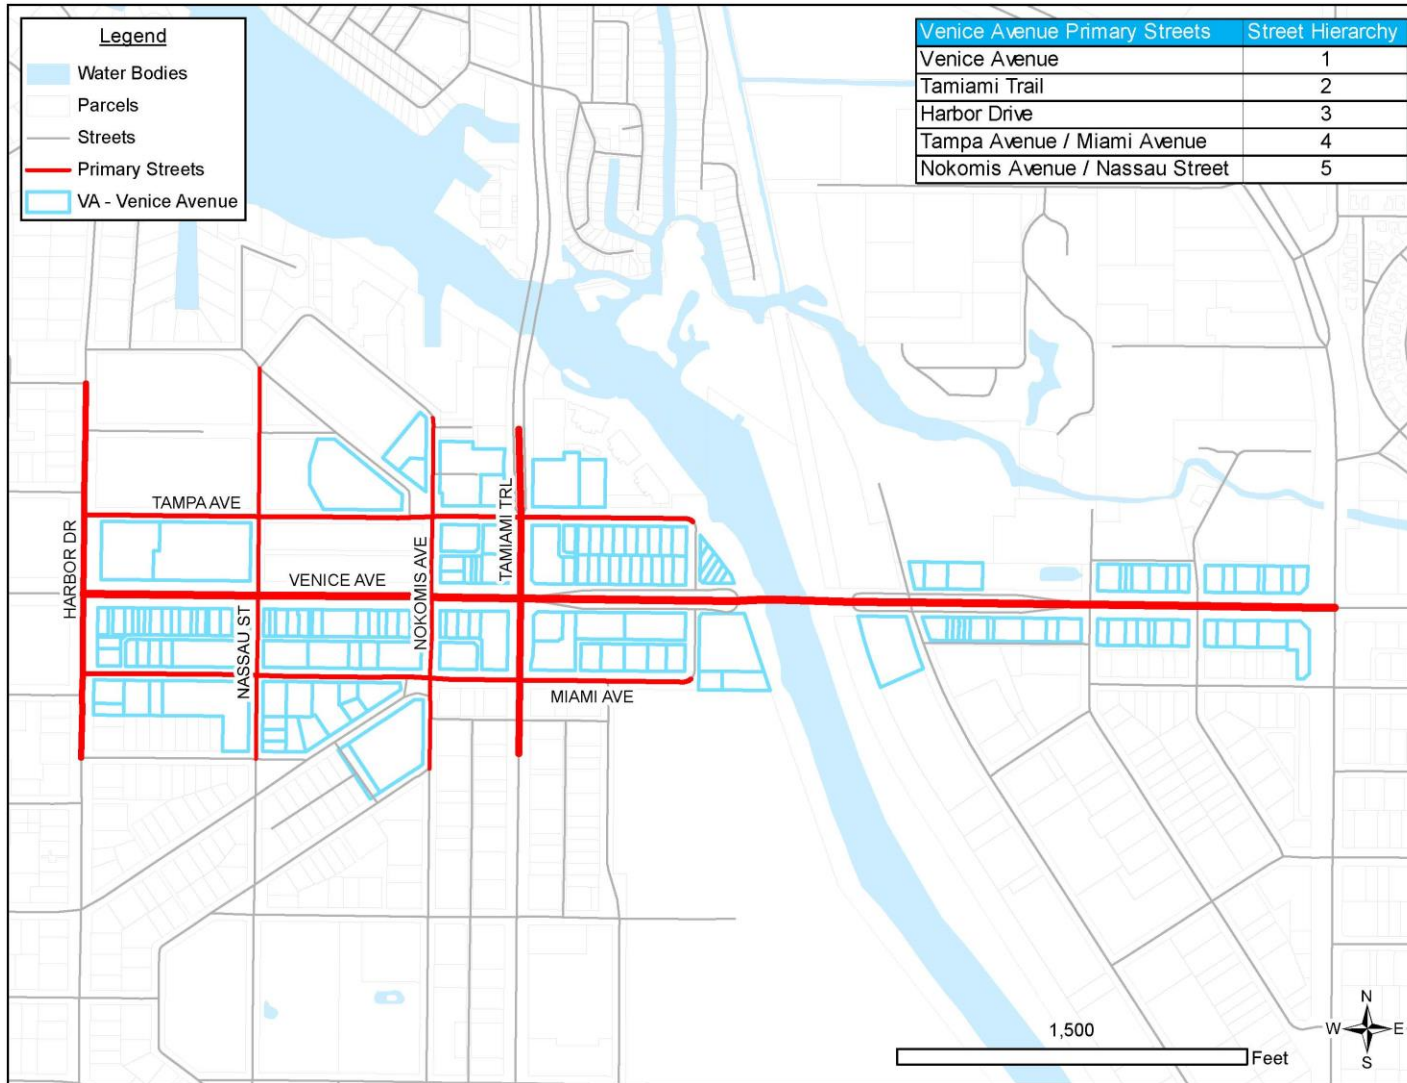 Legend
Water Bodies
Parcels
Streets
Primary Streets
VA - Venice Avenue
Venice Avenue Primary Streets Street Hierarchy
Venice Avenue 1
Tamiami Trail 2
Harbor Drive 3
Tampa Avenue / Miami Avenue 4
Nokomis Avenue / Nassau Street 5
TAMPA AVE
HARBOR DR
VENICE AVE
NOKOMIS AVE
TAMIAMI TRL
NASSAU ST
MIAMI AVE
N
W E
S
1,500
Feet